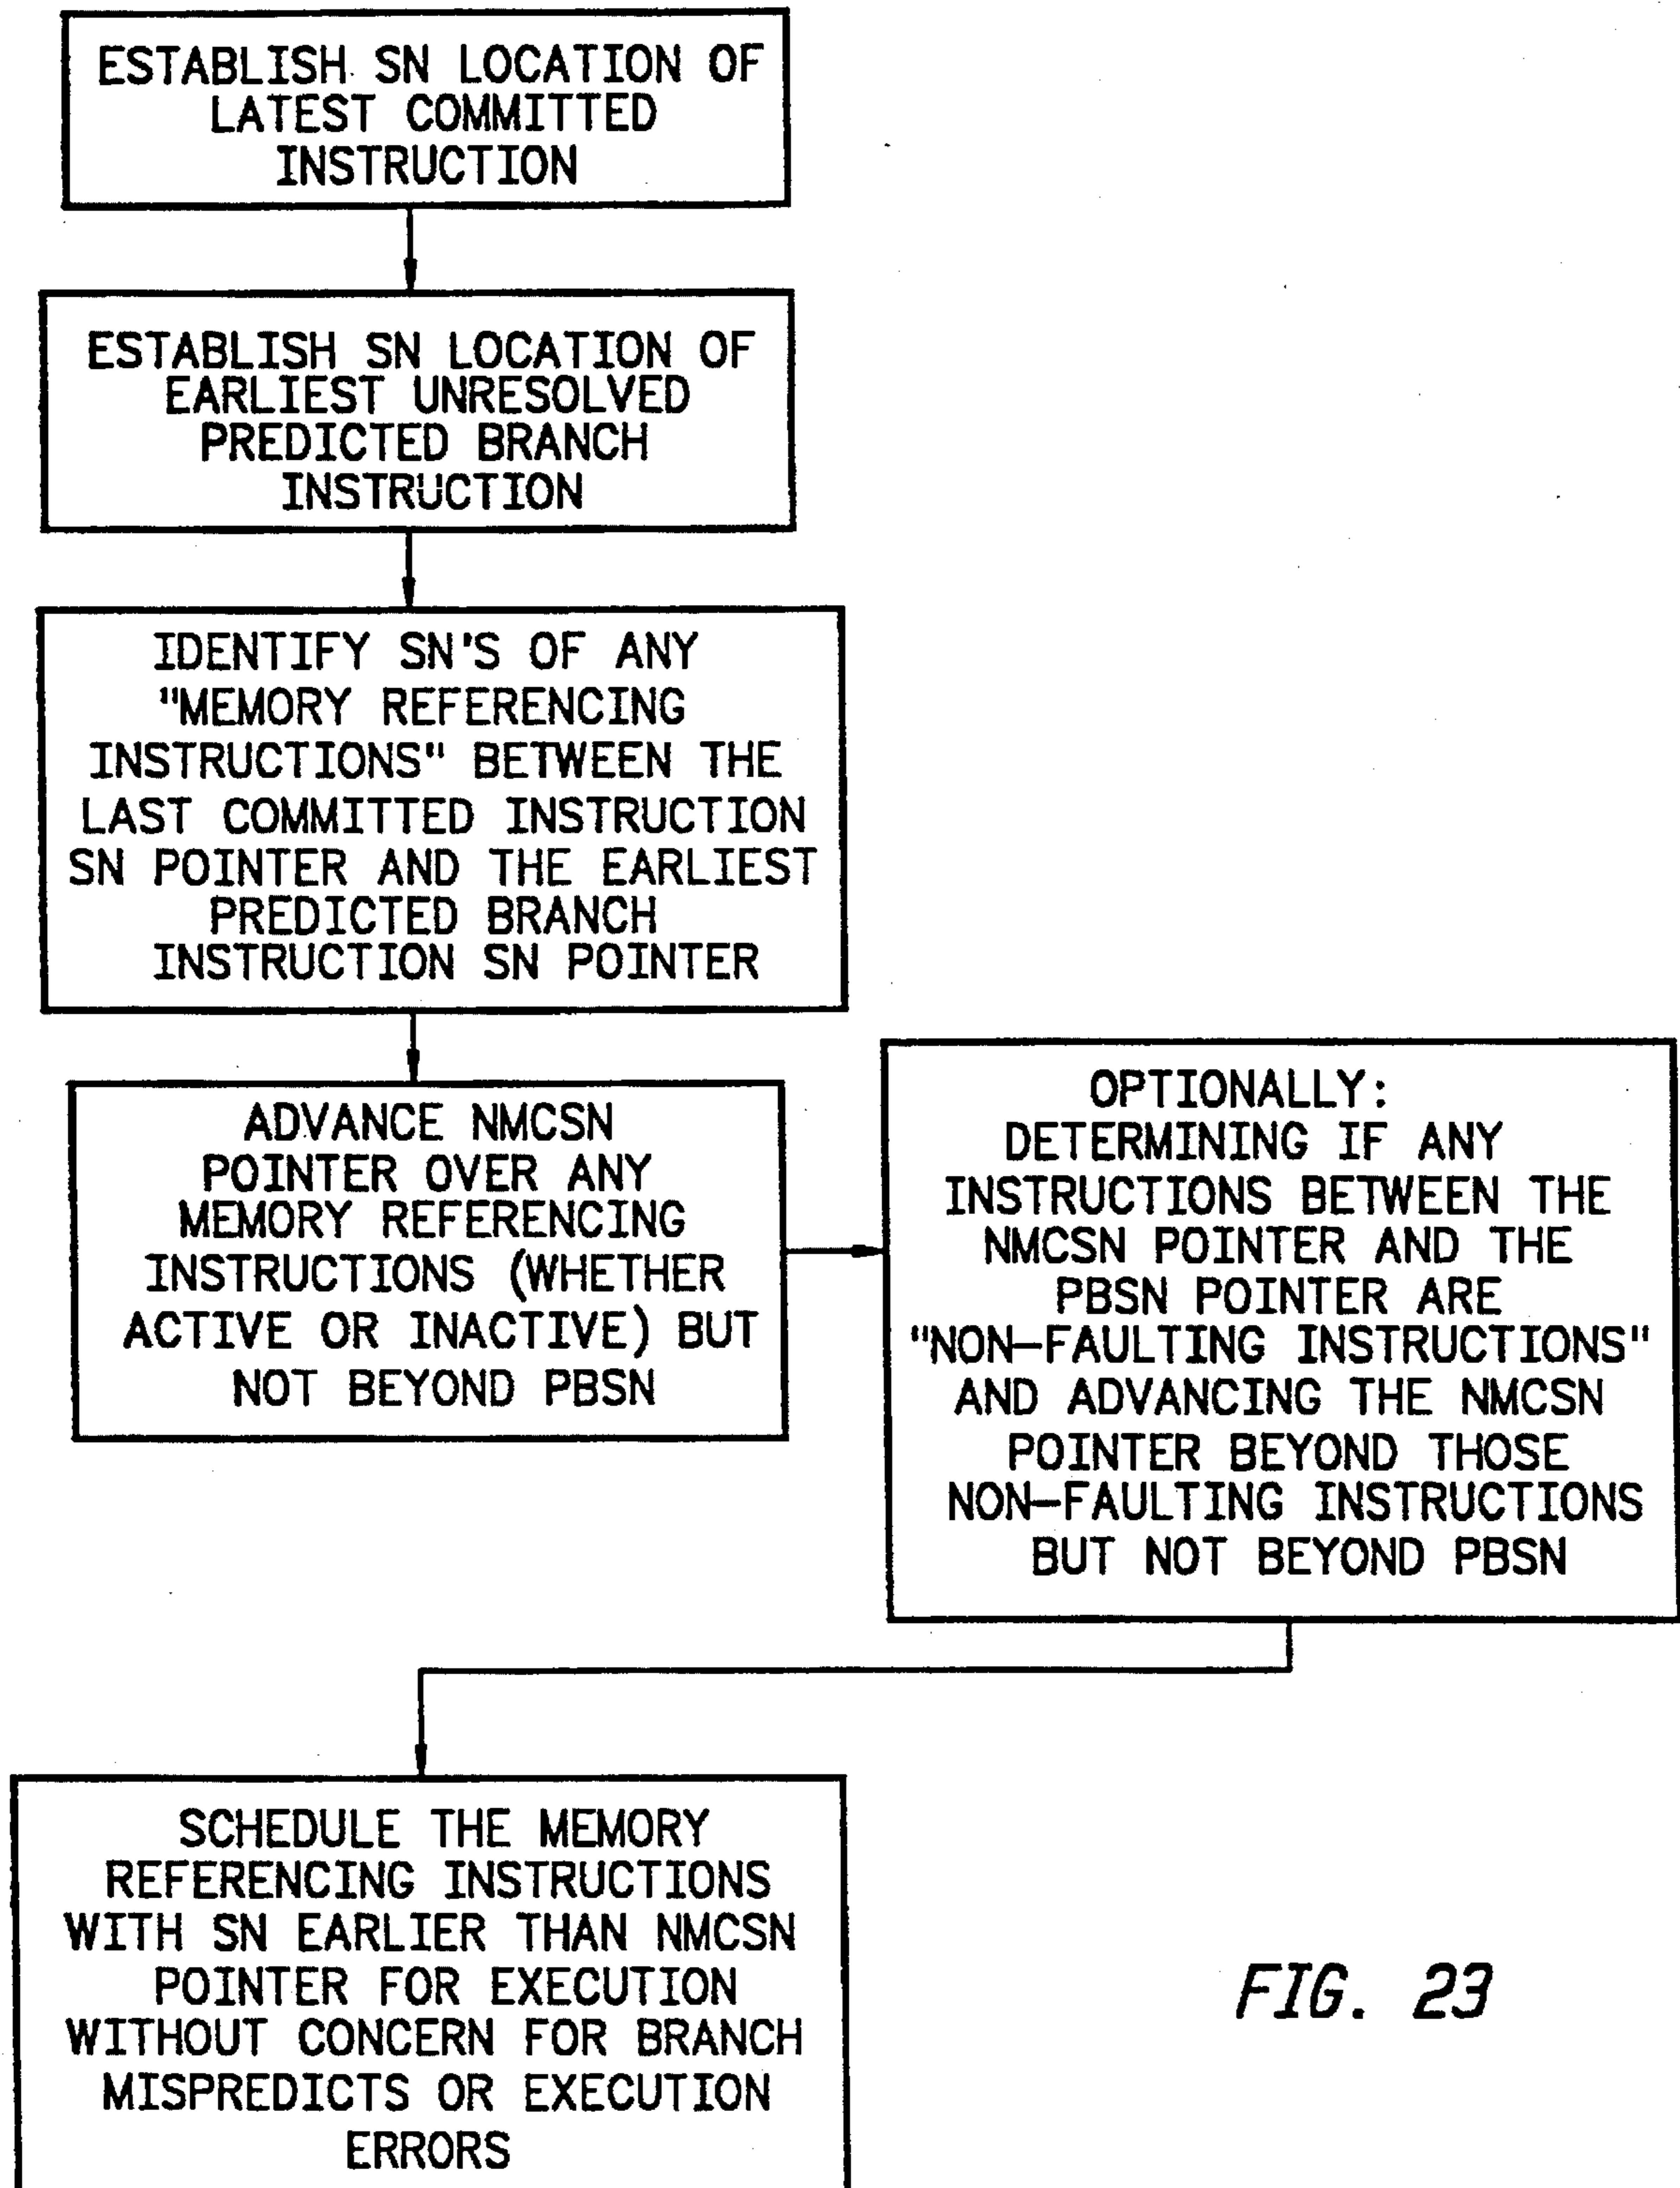 ESTABLISH SN LOCATION OF
LATEST COMMITTED
INSTRUCTION
ESTABLISH SN LOCATION OF
EARLIEST UNRESOLVED
PREDICTED BRANCH
INSTRUCTION
IDENTIFY SN'S OF ANY
"MEMORY REFERENCING
INSTRUCTIONS" BETWEEN THE
LAST COMMITTED INSTRUCTION
SN POINTER AND THE EARLIEST
PREDICTED BRANCH
INSTRUCTION SN POINTER
ADVANCE NMCSN
POINTER OVER ANY
MEMORY REFERENCING
INSTRUCTIONS (WHETHER
ACTIVE OR INACTIVE) BUT
NOT BEYOND PBSN
OPTIONALLY:
DETERMINING IF ANY
INSTRUCTIONS BETWEEN THE
NMCSN POINTER AND THE
PBSN POINTER ARE
"NON-FAULTING INSTRUCTIONS"
AND ADVANCING THE NMCSN
POINTER BEYOND THOSE
NON-FAULTING INSTRUCTIONS
BUT NOT BEYOND PBSN
SCHEDULE THE MEMORY
REFERENCING INSTRUCTIONS
WITH SN EARLIER THAN NMCSN
POINTER FOR EXECUTION
WITHOUT CONCERN FOR BRANCH
MISPREDICTS OR EXECUTION
ERRORS
FIG. 23